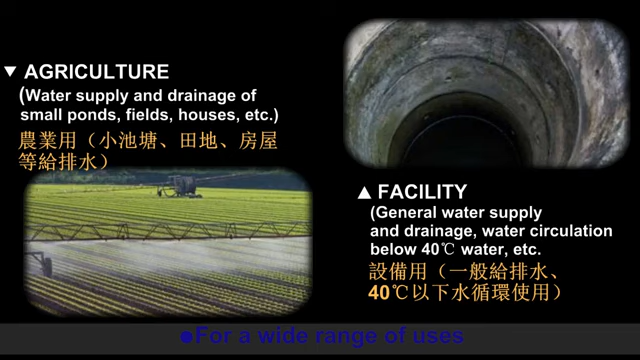 ▼ AGRICULTURE
(Water supply and drainage of
small ponds, fields, houses, etc.)
農業用（小池塘、田地、房屋
等給排水）
▲ FACILITY
(General water supply
and drainage, water circulation
below 40℃ water, etc.
設備用（一般給排水、
40℃以下水循環使用）
●For a wide range of uses